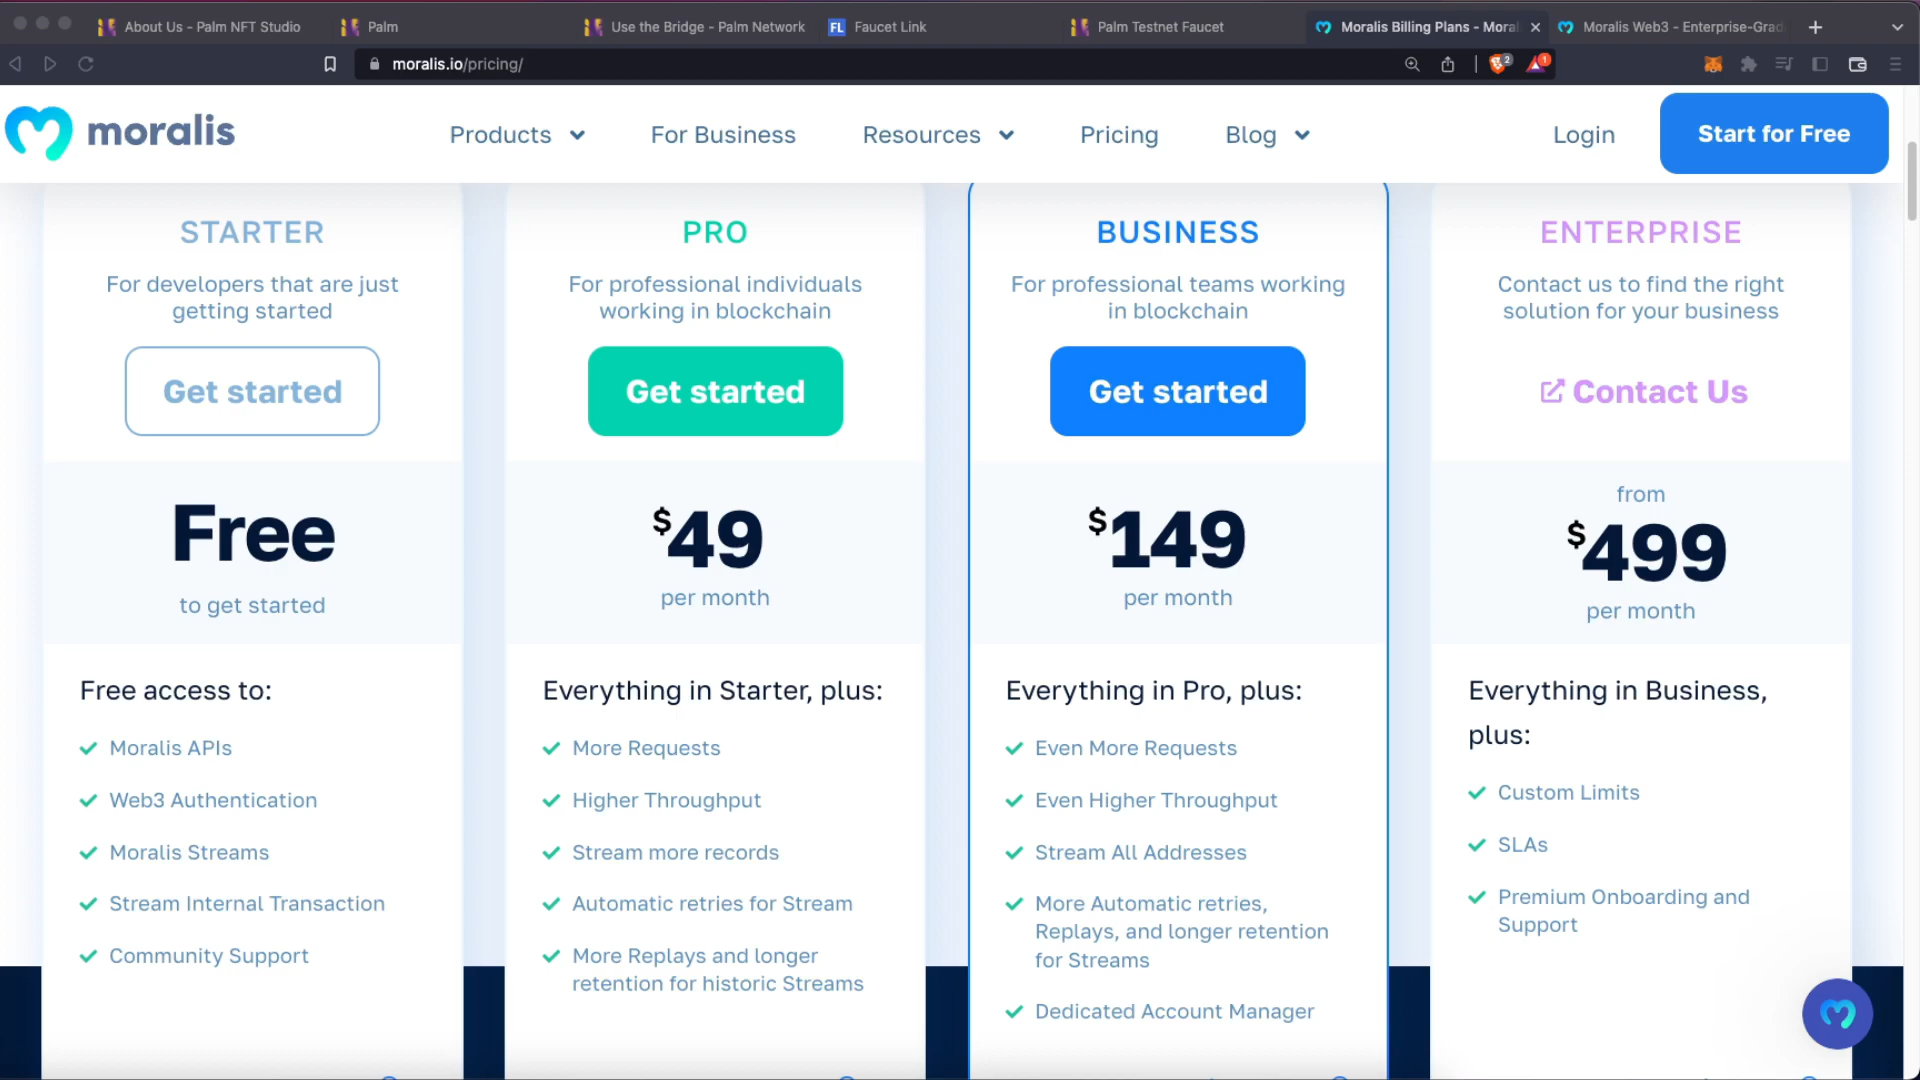 About Us - Palm NFT Studio
Palm
Use the Bridge - Palm Network
FL Faucet Link
Palm Testnet Faucet
Moralis Billing Plans - Moral
Moralis Web3 - Enterprise-Grad
moralis.io/pricing/
2
1
moralis
Products
For Business
Resources
Pricing
Blog
Login
Start for Free
STARTER
For developers that are just
getting started
Get started
Free
to get started
Free access to:
Moralis APIs
Web3 Authentication
Moralis Streams
Stream Internal Transaction
Community Support
PRO
For professional individuals
working in blockchain
Get started
$49
per month
Everything in Starter, plus:
More Requests
Higher Throughput
Stream more records
Automatic retries for Stream
More Replays and longer
retention for historic Streams
BUSINESS
For professional teams working
in blockchain
Get started
$149
per month
Everything in Pro, plus:
Even More Requests
Even Higher Throughput
Stream All Addresses
More Automatic retries,
Replays, and longer retention
for Streams
Dedicated Account Manager
ENTERPRISE
Contact us to find the right
solution for your business
Contact Us
from
$499
per month
Everything in Business,
plus:
Custom Limits
SLAs
Premium Onboarding and
Support